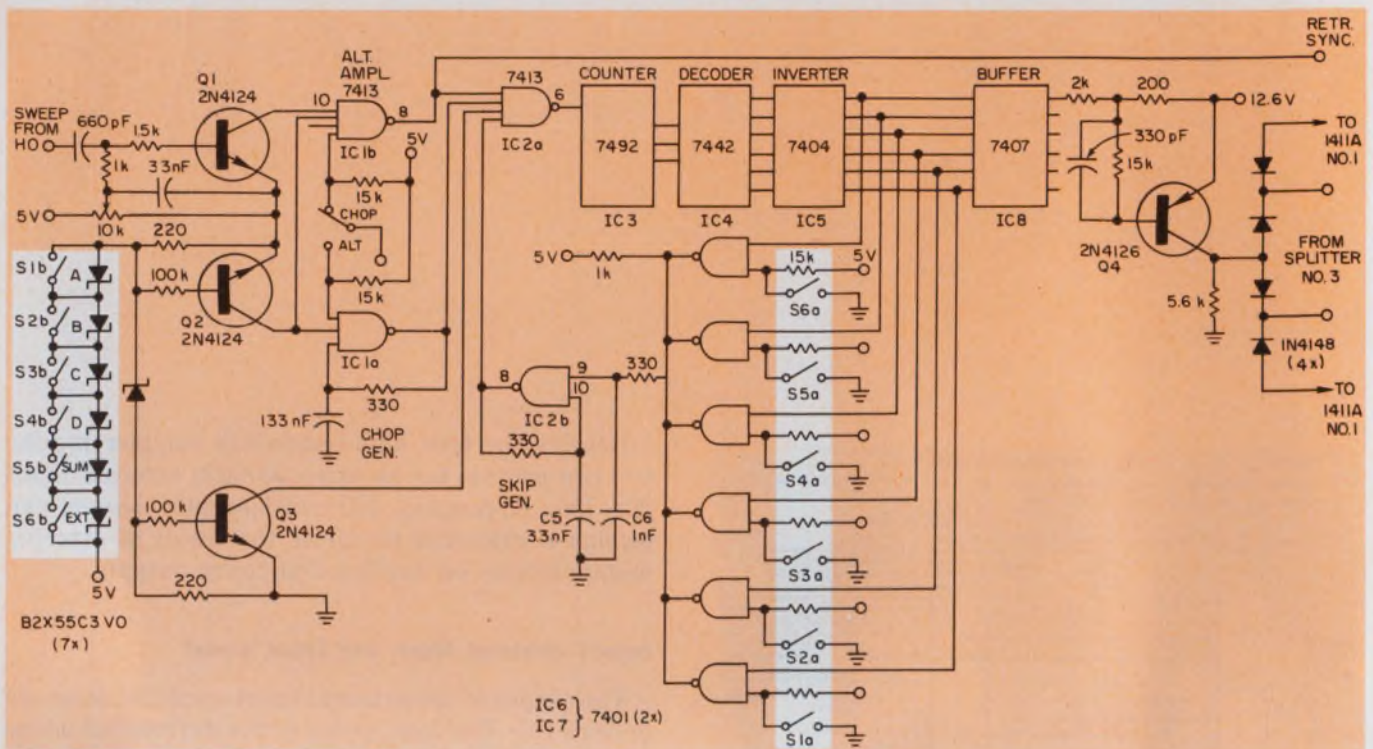 RETR.
SYNC.
ALT.
AMPL.
7413
7413
COUNTER
DECODER
INVERTER
BUFFER
Q1
2N4124
10
8
6
2k
200
12.6V
SWEEP
FROM
HO
660pF
1.5k
5V
IC1b
IC2a
7492
7442
7404
7407
330 pF
TO
1411A
NO.1
1k
33nF
15k
15k
5V
10k
CHOP
IC3
IC4
IC5
IC8
220
ALT
5V
1k
15k
5V
2N4126
Q4
FROM
SPLITTER
NO.3
S1b
A
100k
15k
S6a
5.6k
S2b
B
Q2
2N4124
IC1a
1N4148
(4x)
S3b
C
330
8
9
10
330
S5a
TO
1411A
NO.1
S4b
D
133nF
IC2b
S5b
SUM
CHOP
GEN.
330
S4a
S6b
EXT
100k
Q3
2N4124
SKIP
GEN.
C5
3.3nF
C6
1nF
S3a
5V
220
B2X55C3VO
(7x)
S2a
IC6
IC7
7401(2x)
S1a